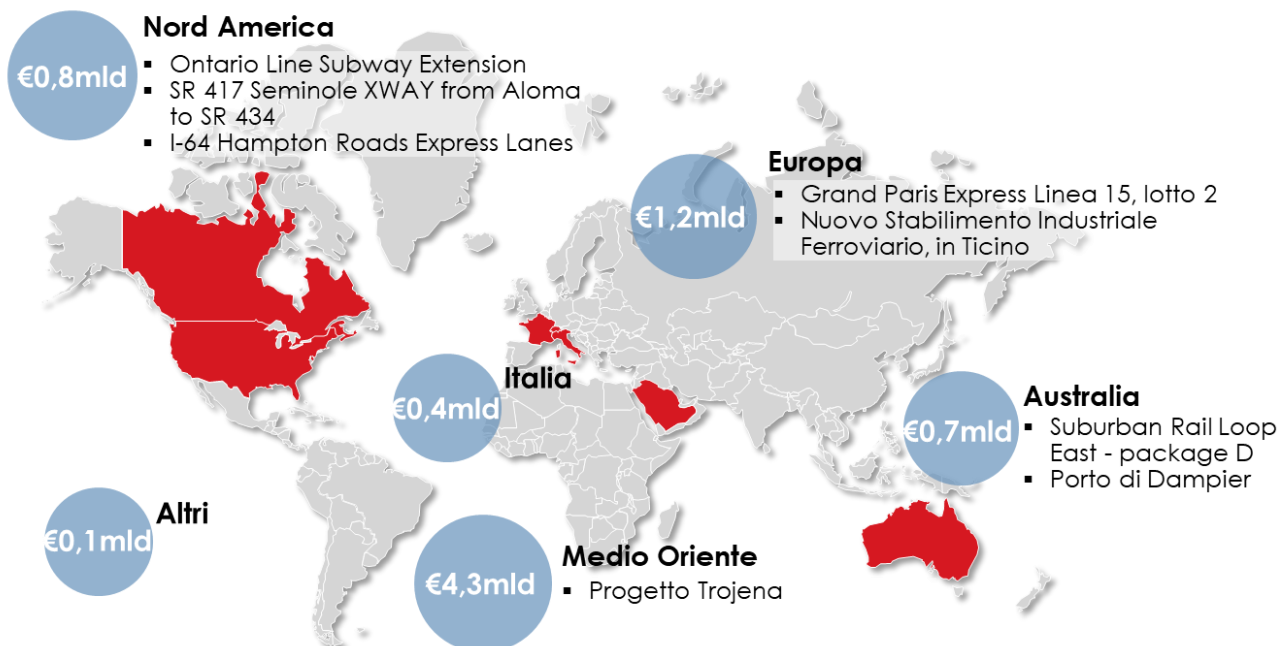 Nord America
€0,8mld
▪ Ontario Line Subway Extension
▪ SR 417 Seminole XWAY from Aloma
to SR 434
▪ I-64 Hampton Roads Express Lanes
Europa
€1,2mld
▪ Grand Paris Express Linea 15, lotto 2
▪ Nuovo Stabilimento Industriale
Ferroviario, in Ticino
Italia
€0,4mld
Australia
€0,7mld
▪ Suburban Rail Loop
East - package D
▪ Porto di Dampier
Altri
€0,1mld
Medio Oriente
€4,3mld
▪ Progetto Trojena